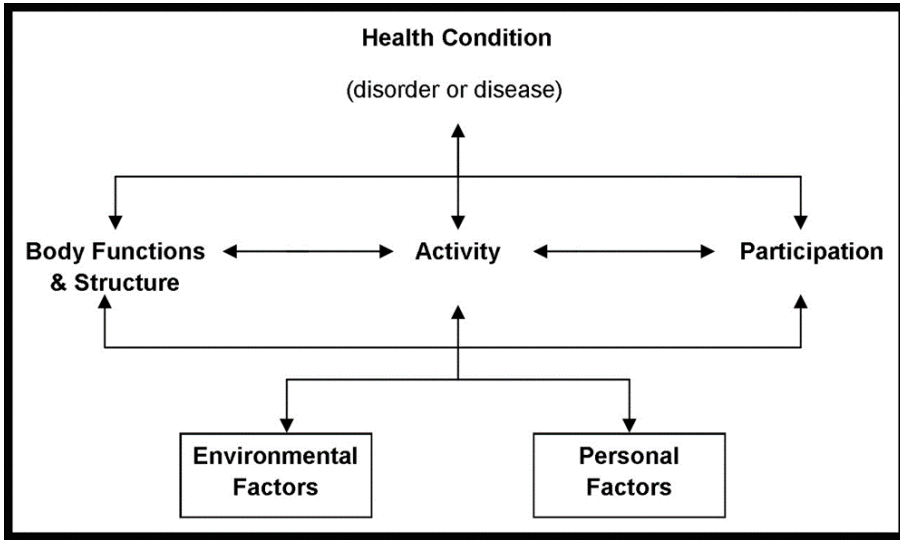 Health Condition
(disorder or disease)
Body Functions
& Structure
Activity
Participation
Environmental
Factors
Personal
Factors